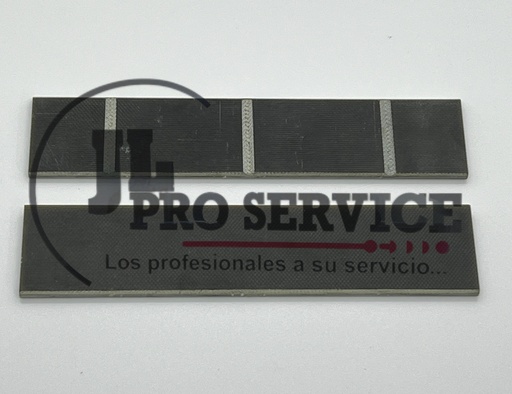 JL
PRO SERVICE
Los profesionales a su servicio...